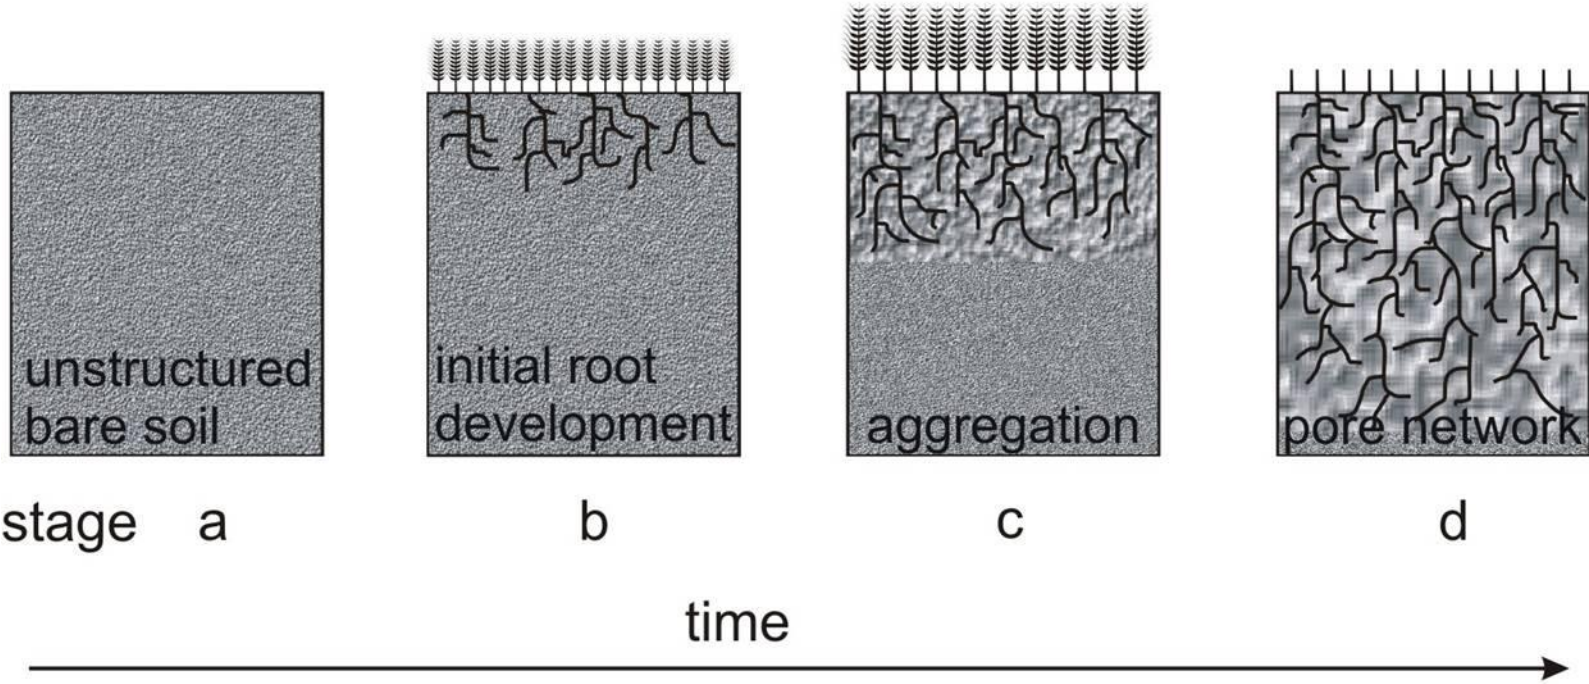 unstructured
bare soil
initial root
development
aggregation
pore network
stage a b c d
time